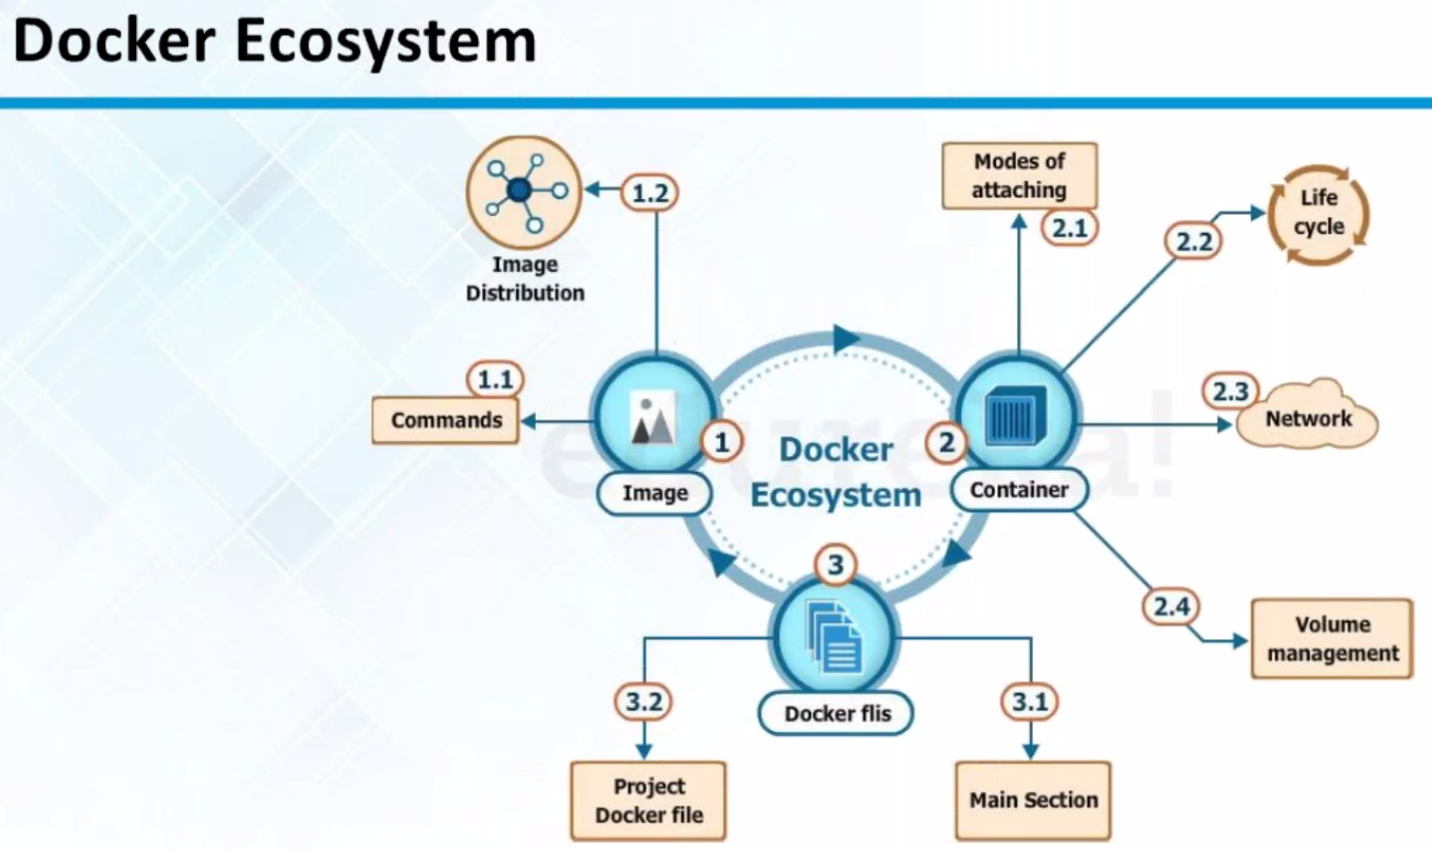 Docker Ecosystem
1.2
Image
Distribution
Modes of
attaching
2.1
2.2
Life
cycle
1.1
Commands
1
Image
Docker
Ecosystem
2
Container
2.3
Network
2.4
Volume
management
3
Docker flis
3.2
Project
Docker file
3.1
Main Section